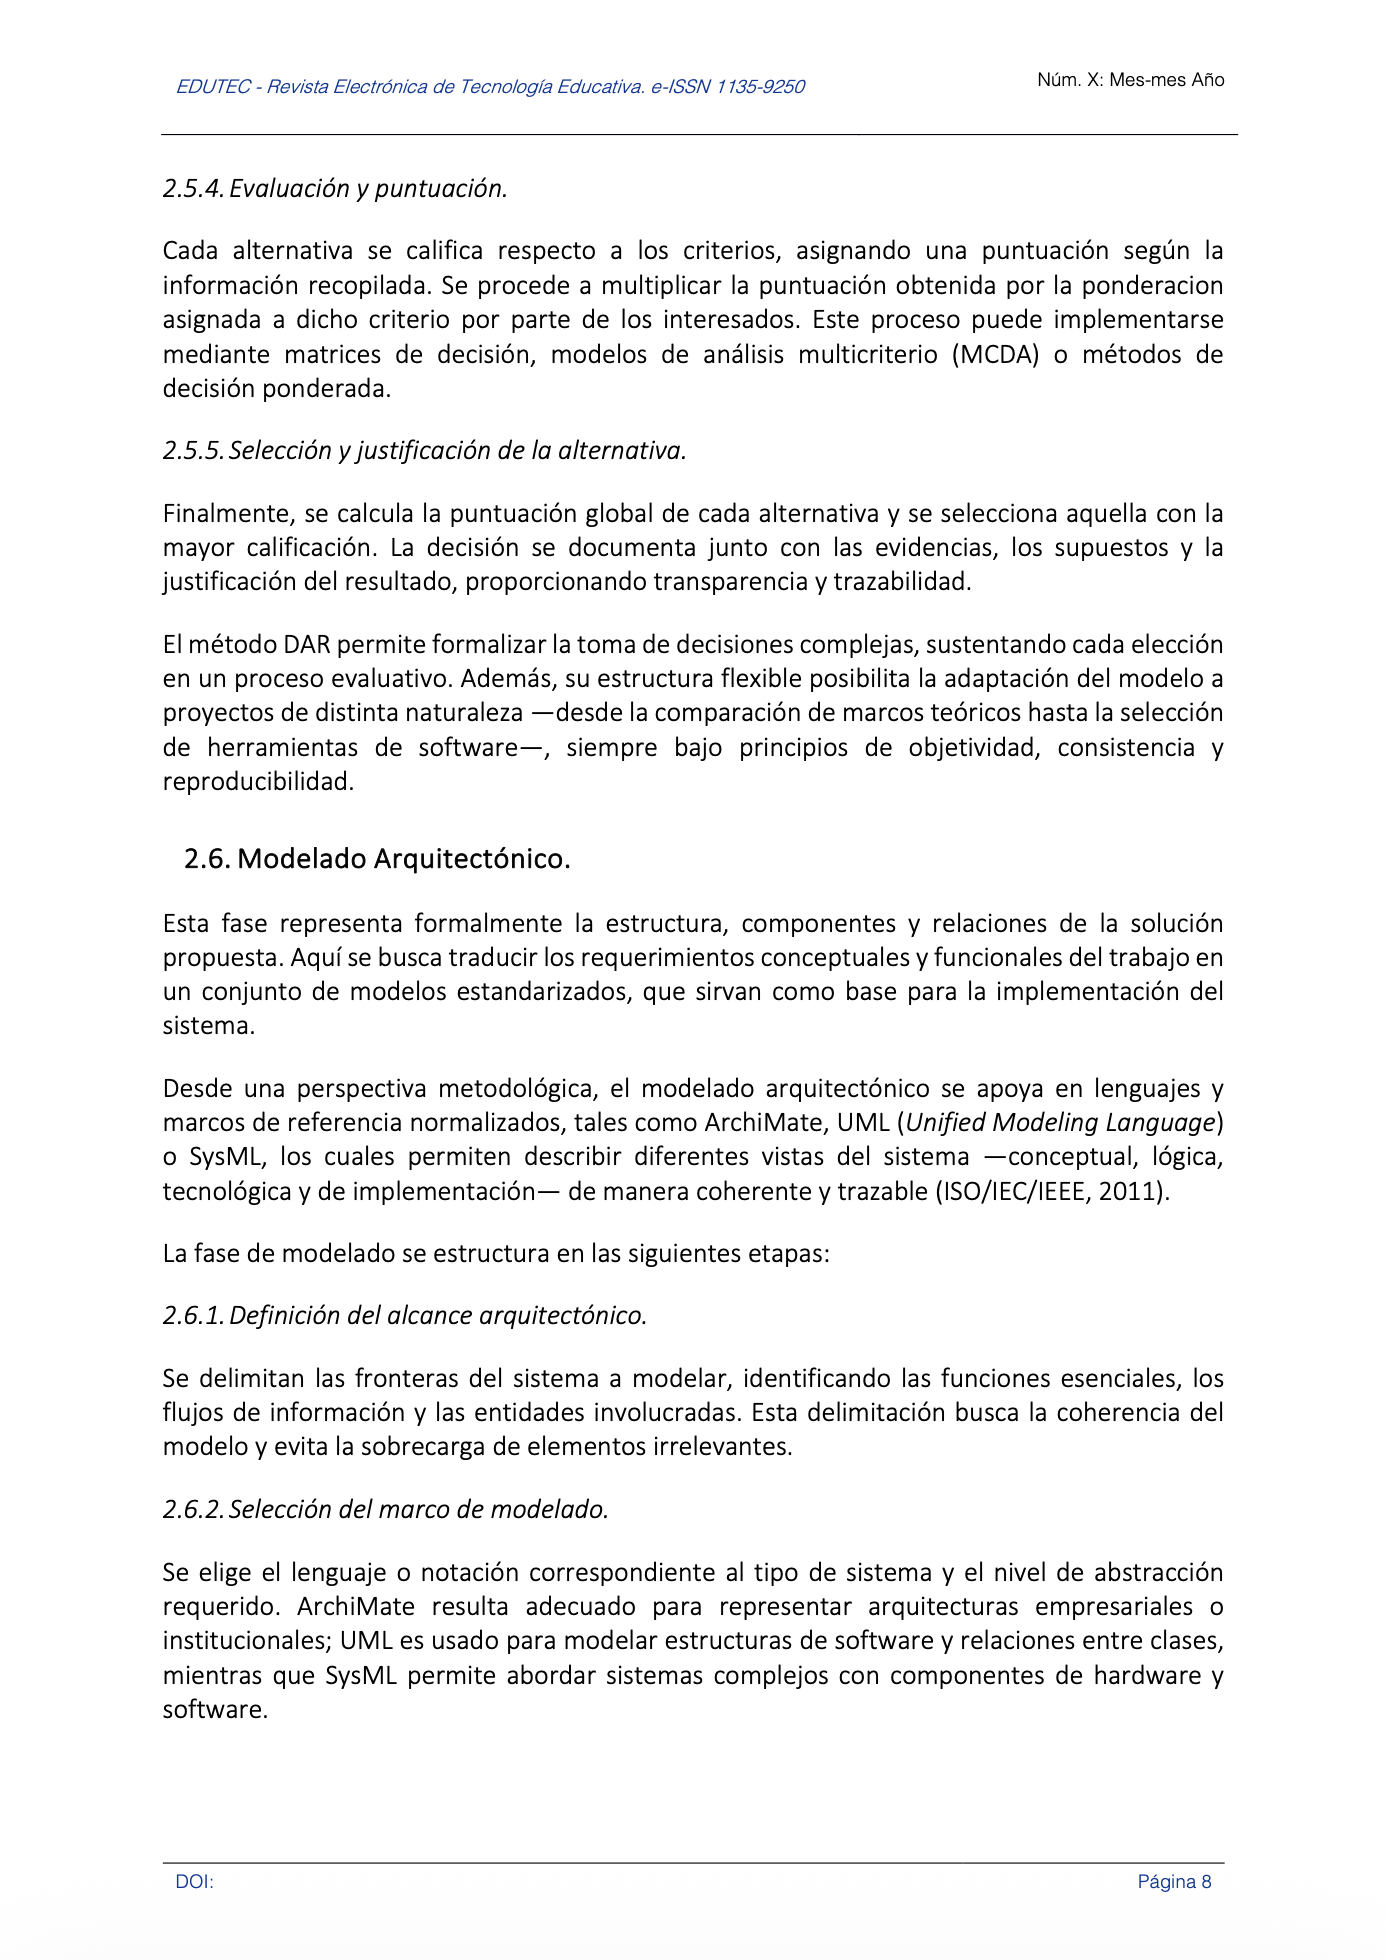 EDUTEC - Revista Electrónica de Tecnología Educativa. e-ISSN 1135-9250
Núm. X: Mes-mes Año
2.5.4. Evaluación y puntuación.
Cada alternativa se califica respecto a los criterios, asignando una puntuación según la
información recopilada. Se procede a multiplicar la puntuación obtenida por la ponderacion
asignada a dicho criterio por parte de los interesados. Este proceso puede implementarse
mediante matrices de decisión, modelos de análisis multicriterio (MCDA) o métodos de
decisión ponderada.
2.5.5. Selección y justificación de la alternativa.
Finalmente, se calcula la puntuación global de cada alternativa y se selecciona aquella con la
mayor calificación. La decisión se documenta junto con las evidencias, los supuestos y la
justificación del resultado, proporcionando transparencia y trazabilidad.
El método DAR permite formalizar la toma de decisiones complejas, sustentando cada elección
en un proceso evaluativo. Además, su estructura flexible posibilita la adaptación del modelo a
proyectos de distinta naturaleza —desde la comparación de marcos teóricos hasta la selección
de herramientas de software—, siempre bajo principios de objetividad, consistencia y
reproducibilidad.
2.6. Modelado Arquitectónico.
Esta fase representa formalmente la estructura, componentes y relaciones de la solución
propuesta. Aquí se busca traducir los requerimientos conceptuales y funcionales del trabajo en
un conjunto de modelos estandarizados, que sirvan como base para la implementación del
sistema.
Desde una perspectiva metodológica, el modelado arquitectónico se apoya en lenguajes y
marcos de referencia normalizados, tales como ArchiMate, UML (Unified Modeling Language)
o SysML, los cuales permiten describir diferentes vistas del sistema —conceptual, lógica,
tecnológica y de implementación— de manera coherente y trazable (ISO/IEC/IEEE, 2011).
La fase de modelado se estructura en las siguientes etapas:
2.6.1. Definición del alcance arquitectónico.
Se delimitan las fronteras del sistema a modelar, identificando las funciones esenciales, los
flujos de información y las entidades involucradas. Esta delimitación busca la coherencia del
modelo y evita la sobrecarga de elementos irrelevantes.
2.6.2. Selección del marco de modelado.
Se elige el lenguaje o notación correspondiente al tipo de sistema y el nivel de abstracción
requerido. ArchiMate resulta adecuado para representar arquitecturas empresariales o
institucionales; UML es usado para modelar estructuras de software y relaciones entre clases,
mientras que SysML permite abordar sistemas complejos con componentes de hardware y
software.
DOI:
Página 8